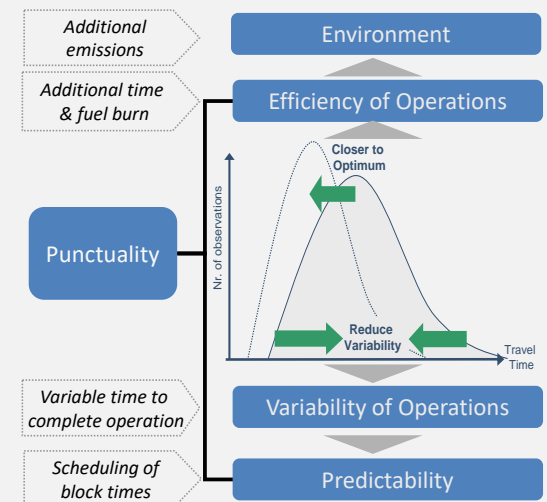 Additional
emissions
Environment
Additional time
& fuel burn
Efficiency of Operations
Closer to
Optimum
Nr. of observations
Punctuality
Reduce
Variability
Travel
Time
Variable time to
complete operation
Variability of Operations
Scheduling of
block times
Predictability